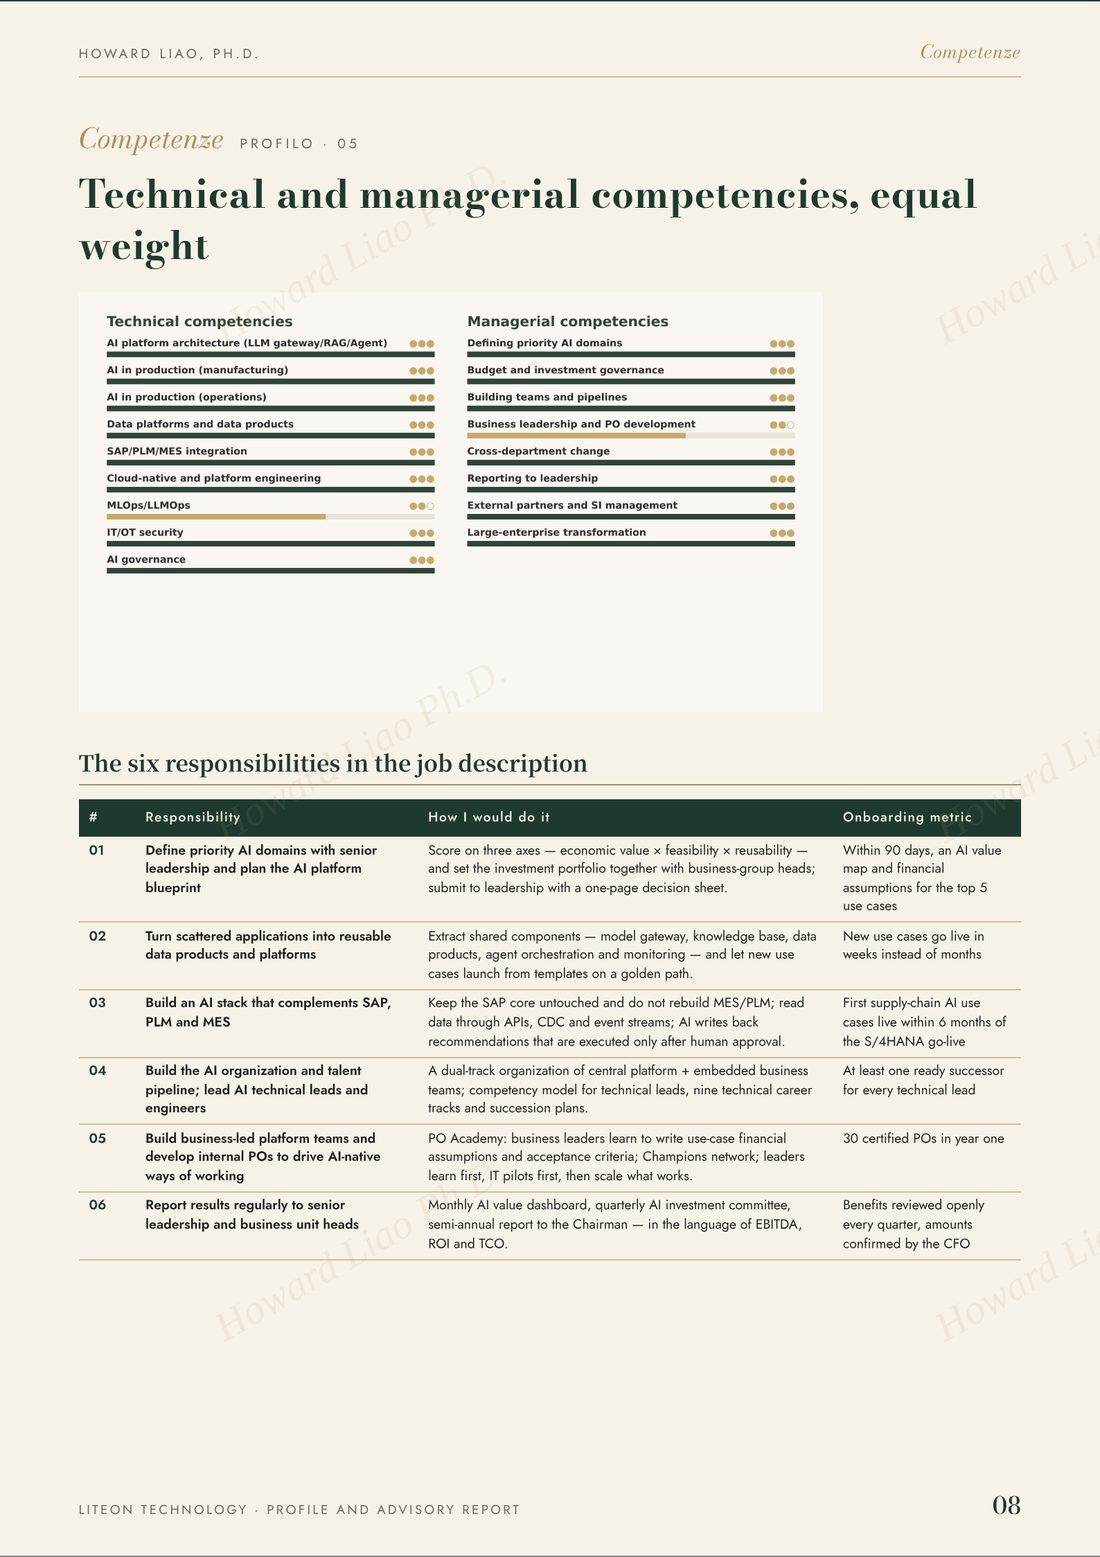 HOWARD LIAO, PH.D.
Competenze
Competenze PROFILO · 05
Technical and managerial competencies, equal
weight
Technical competencies
AI platform architecture (LLM gateway/RAG/Agent) ●●●
AI in production (manufacturing) ●●●
AI in production (operations) ●●●
Data platforms and data products ●●●
SAP/PLM/MES integration ●●●
Cloud-native and platform engineering ●●●
MLOps/LLMOps ●●○
IT/OT security ●●●
AI governance ●●●
Managerial competencies
Defining priority AI domains ●●●
Budget and investment governance ●●●
Building teams and pipelines ●●●
Business leadership and PO development ●●○
Cross-department change ●●●
Reporting to leadership ●●●
External partners and SI management ●●●
Large-enterprise transformation ●●●
The six responsibilities in the job description
# Responsibility How I would do it Onboarding metric
01
Define priority AI domains with senior
leadership and plan the AI platform
blueprint
Score on three axes — economic value × feasibility × reusability —
and set the investment portfolio together with business-group heads;
submit to leadership with a one-page decision sheet.
Within 90 days, an AI value
map and financial
assumptions for the top 5
use cases
02
Turn scattered applications into reusable
data products and platforms
Extract shared components — model gateway, knowledge base, data
products, agent orchestration and monitoring — and let new use
cases launch from templates on a golden path.
New use cases go live in
weeks instead of months
03
Build an AI stack that complements SAP,
PLM and MES
Keep the SAP core untouched and do not rebuild MES/PLM; read
data through APIs, CDC and event streams; AI writes back
recommendations that are executed only after human approval.
First supply-chain AI use
cases live within 6 months of
the S/4HANA go-live
04
Build the AI organization and talent
pipeline; lead AI technical leads and
engineers
A dual-track organization of central platform + embedded business
teams; competency model for technical leads, nine technical career
tracks and succession plans.
At least one ready successor
for every technical lead
05
Build business-led platform teams and
develop internal POs to drive AI-native
ways of working
PO Academy: business leaders learn to write use-case financial
assumptions and acceptance criteria; Champions network; leaders
learn first, IT pilots first, then scale what works.
30 certified POs in year one
06
Report results regularly to senior
leadership and business unit heads
Monthly AI value dashboard, quarterly AI investment committee,
semi-annual report to the Chairman — in the language of EBITDA,
ROI and TCO.
Benefits reviewed openly
every quarter, amounts
confirmed by the CFO
LITEON TECHNOLOGY · PROFILE AND ADVISORY REPORT
08
Howard Liao Ph.D.
Howard Liao Ph.D.
Howard Liao Ph.D.